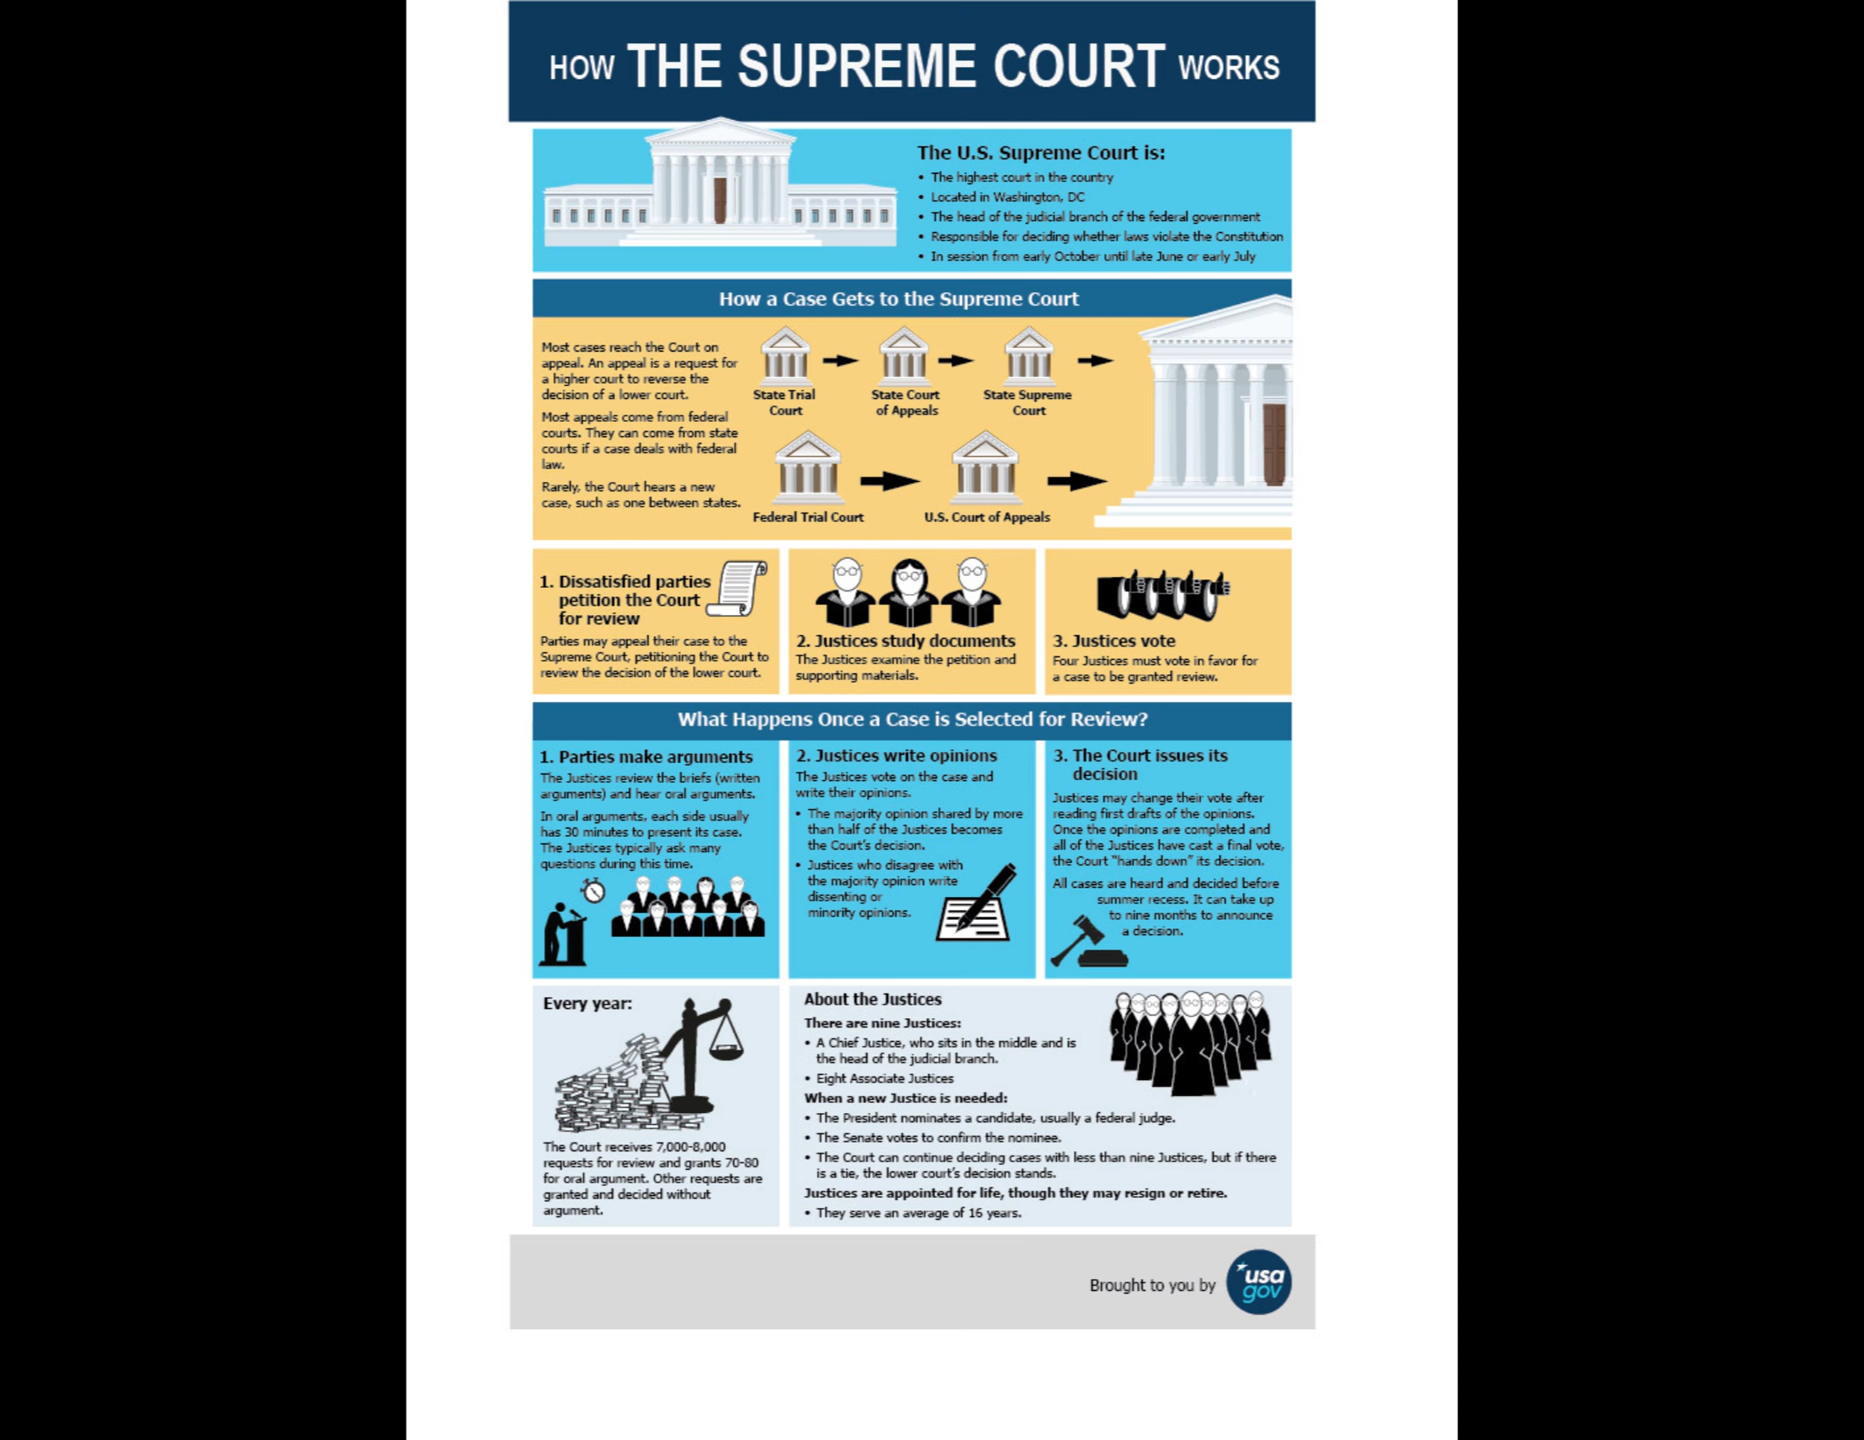 HOW THE SUPREME COURT WORKS
The U.S. Supreme Court is:
• The highest court in the country
• Located in Washington, DC
• The head of the judicial branch of the federal government
• Responsible for deciding whether laws violate the Constitution
• In session from early October until late June or early July
How a Case Gets to the Supreme Court
Most cases reach the Court on
appeal. An appeal is a request for
a higher court to reverse the
decision of a lower court.
Most appeals come from federal
courts. They can come from state
courts if a case deals with federal
law.
Rarely, the Court hears a new
case, such as one between states.
State Trial
Court
State Court
of Appeals
State Supreme
Court
Federal Trial Court
U.S. Court of Appeals
1. Dissatisfied parties
petition the Court
for review
Parties may appeal their case to the
Supreme Court, petitioning the Court to
review the decision of the lower court.
2. Justices study documents
The Justices examine the petition and
supporting materials.
3. Justices vote
Four Justices must vote in favor for
a case to be granted review.
What Happens Once a Case is Selected for Review?
1. Parties make arguments
The Justices review the briefs (written
arguments) and hear oral arguments.
In oral arguments, each side usually
has 30 minutes to present its case.
The Justices typically ask many
questions during this time.
2. Justices write opinions
The Justices vote on the case and
write their opinions.
• The majority opinion shared by more
than half of the Justices becomes
the Court's decision.
• Justices who disagree with
the majority opinion write
dissenting or
minority opinions.
3. The Court issues its
decision
Justices may change their vote after
reading first drafts of the opinions.
Once the opinions are completed and
all of the Justices have cast a final vote,
the Court "hands down" its decision.
All cases are heard and decided before
summer recess. It can take up
to nine months to announce
a decision.
Every year:
The Court receives 7,000-8,000
requests for review and grants 70-80
for oral argument. Other requests are
granted and decided without
argument.
About the Justices
There are nine Justices:
• A Chief Justice, who sits in the middle and is
the head of the judicial branch.
• Eight Associate Justices
When a new Justice is needed:
• The President nominates a candidate, usually a federal judge.
• The Senate votes to confirm the nominee.
• The Court can continue deciding cases with less than nine Justices, but if there
is a tie, the lower court's decision stands.
Justices are appointed for life, though they may resign or retire.
• They serve an average of 16 years.
Brought to you by
usa
gov